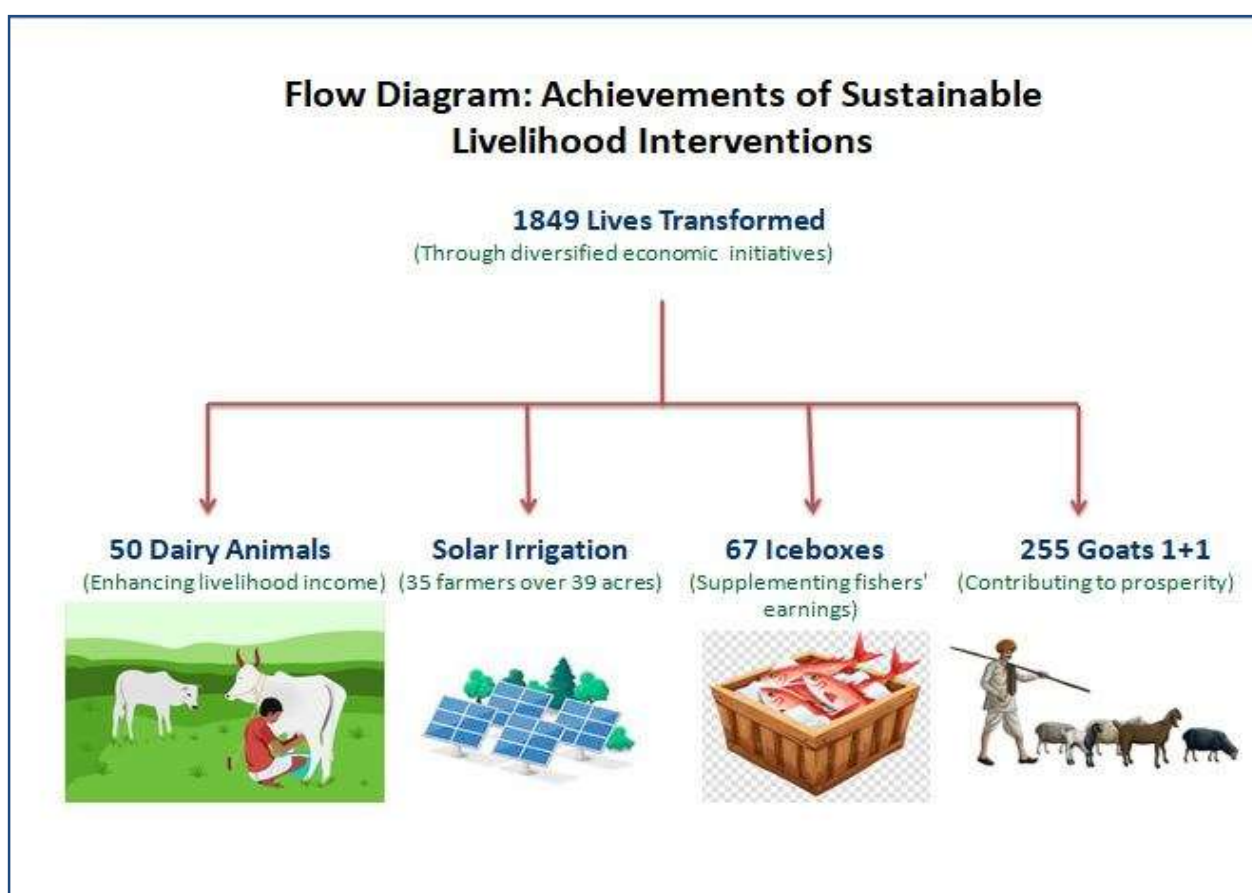 Flow Diagram: Achievements of Sustainable
Livelihood Interventions
1849 Lives Transformed
(Through diversified economic initiatives)
50 Dairy Animals
(Enhancing livelihood income)
Solar Irrigation
(35 farmers over 39 acres)
67 Iceboxes
(Supplementing fishers'
earnings)
255 Goats 1+1
(Contributing to prosperity)